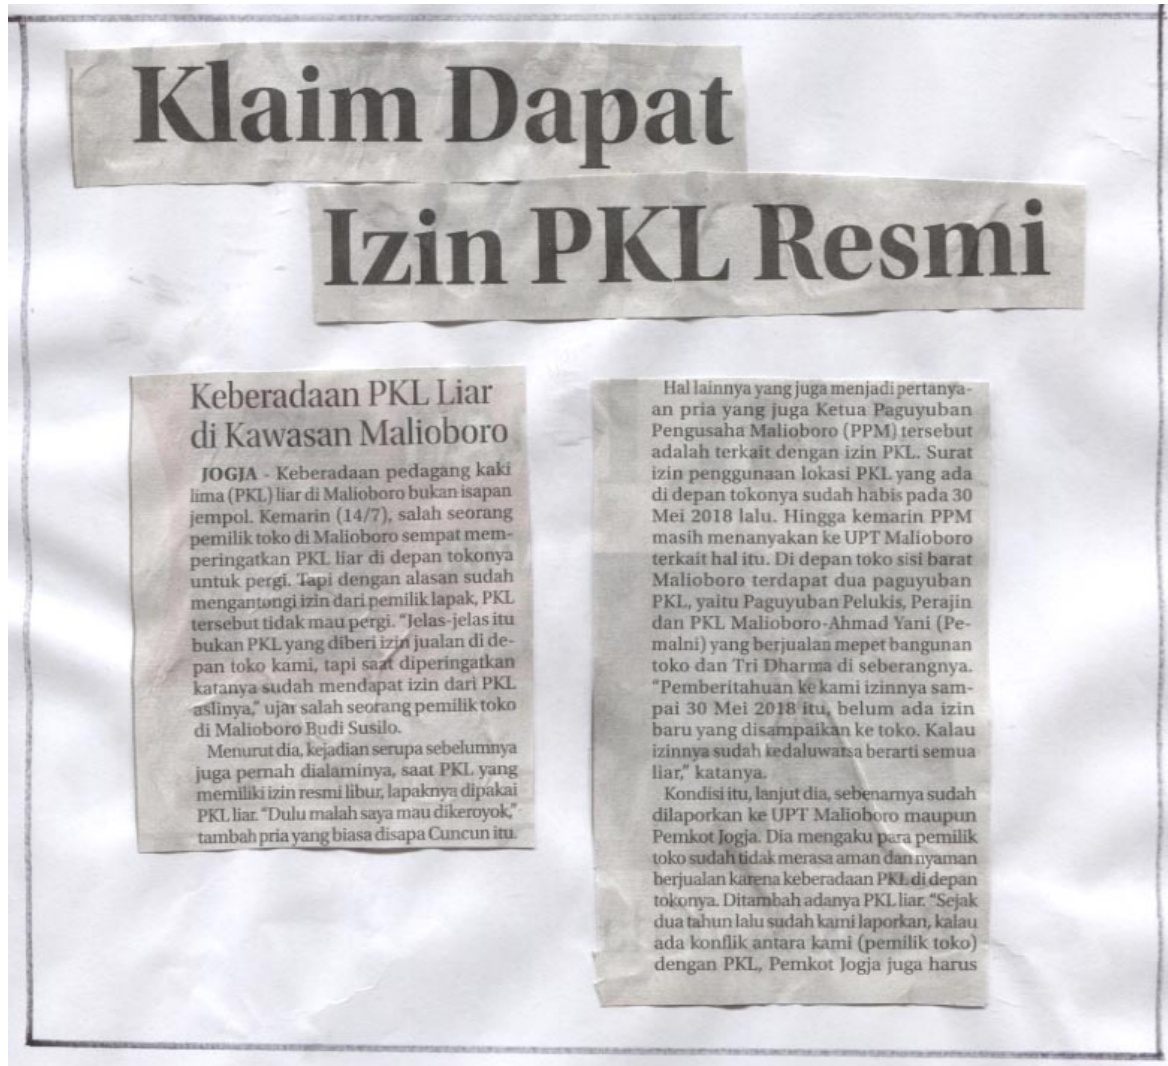 Klaim Dapat
Izin PKL Resmi
Keberadaan PKL Liar
di Kawasan Malioboro
JOGJA - Keberadaan pedagang kaki
lima (PKL) liar di Malioboro bukan isapan
jempol. Kemarin (14/7), salah seorang
pemilik toko di Malioboro sempat mem-
peringatkan PKL liar di depan tokonya
untuk pergi. Tapi dengan alasan sudah
mengantongi izin dari pemilik lapak, PKL
tersebut tidak mau pergi. “Jelas-jelas itu
bukan PKL yang diberi izin jualan di de-
pan toko kami, tapi saat diperingatkan
katanya sudah mendapat izin dari PKL
aslinya,” ujar salah seorang pemilik toko
di Malioboro Budi Susilo.
Menurut dia, kejadian serupa sebelumnya
juga pernah dialaminya, saat PKL yang
memiliki izin resmi libur, lapaknya dipakai
PKL liar. “Dulu malah saya mau dikeroyok,”
tambah pria yang biasa disapa Cuncun itu.
Hal lainnya yang juga menjadi pertanya-
an pria yang juga Ketua Paguyuban
Pengusaha Malioboro (PPM) tersebut
adalah terkait dengan izin PKL. Surat
izin penggunaan lokasi PKL yang ada
di depan tokonya sudah habis pada 30
Mei 2018 lalu. Hingga kemarin PPM
masih menanyakan ke UPT Malioboro
terkait hal itu. Di depan toko sisi barat
Malioboro terdapat dua paguyuban
PKL, yaitu Paguyuban Pelukis, Perajin
dan PKL Malioboro-Ahmad Yani (Pe-
malni) yang berjualan mepet bangunan
toko dan Tri Dharma di seberangnya.
“Pemberitahuan ke kami izinnya sam-
pai 30 Mei 2018 itu, belum ada izin
baru yang disampaikan ke toko. Kalau
izinnya sudah kedaluwarsa berarti semua
liar,” katanya.
Kondisi itu, lanjut dia, sebenarnya sudah
dilaporkan ke UPT Malioboro maupun
Pemkot Jogja. Dia mengaku para pemilik
toko sudah tidak merasa aman dan nyaman
berjualan karena keberadaan PKL di depan
tokonya. Ditambah adanya PKL liar. “Sejak
dua tahun lalu sudah kami laporkan, kalau
ada konflik antara kami (pemilik toko)
dengan PKL, Pemkot Jogja juga harus